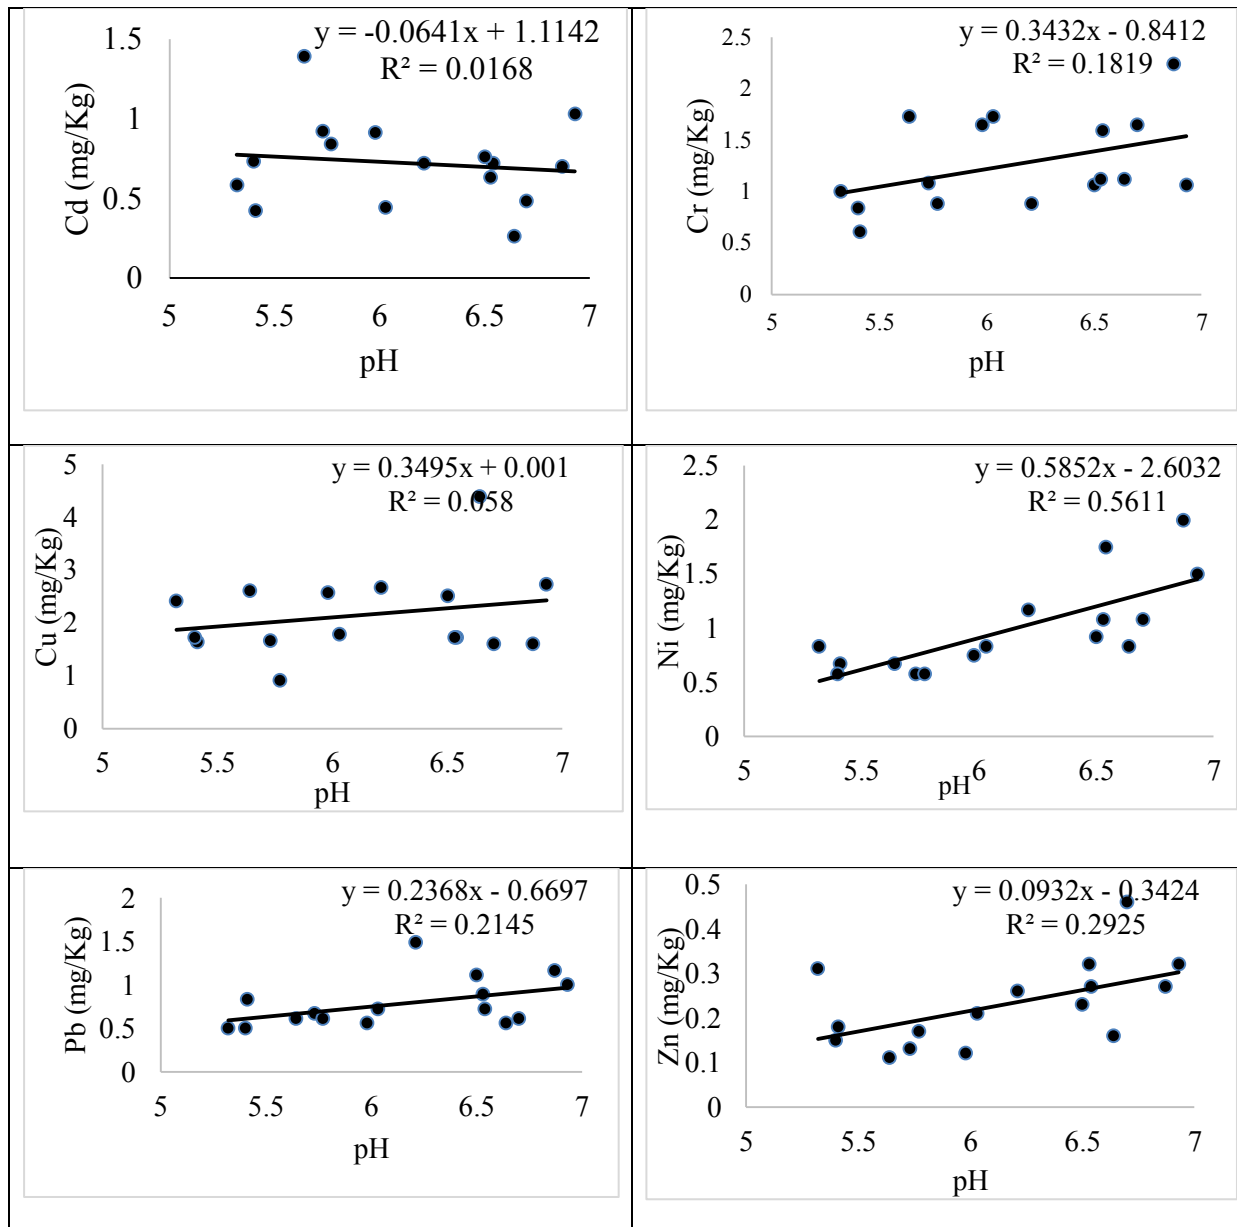 y = -0.0641x + 1.1142
R² = 0.0168
1.5
1
0.5
0
Cd (mg/Kg)
5 5.5 6 6.5 7
pH
y = 0.3432x - 0.8412
R² = 0.1819
2.5
2
1.5
1
0.5
0
Cr (mg/Kg)
5 5.5 6 6.5 7
pH
y = 0.3495x + 0.001
R² = 0.058
5
4
3
2
1
0
Cu (mg/Kg)
5 5.5 6 6.5 7
pH
y = 0.5852x - 2.6032
R² = 0.5611
2.5
2
1.5
1
0.5
0
Ni (mg/Kg)
5 5.5 6 6.5 7
pH
y = 0.2368x - 0.6697
R² = 0.2145
2
1.5
1
0.5
0
Pb (mg/Kg)
5 5.5 6 6.5 7
pH
y = 0.0932x - 0.3424
R² = 0.2925
0.5
0.4
0.3
0.2
0.1
0
Zn (mg/Kg)
5 5.5 6 6.5 7
pH